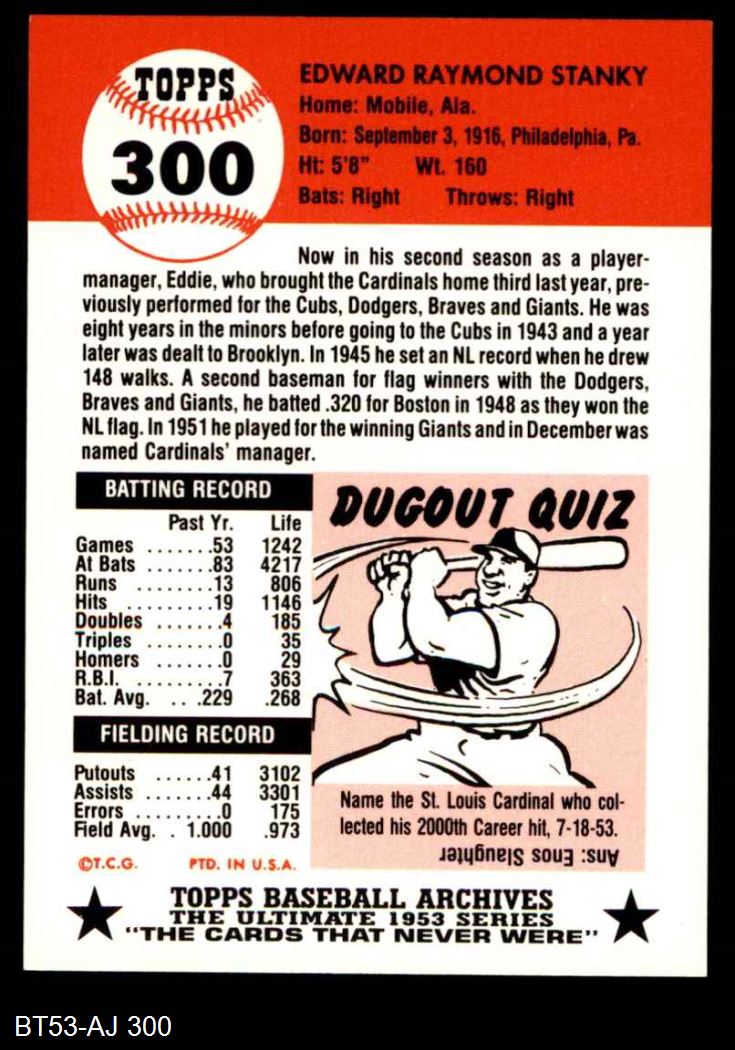 TOPPS
300
EDWARD RAYMOND STANKY
Home: Mobile, Ala.
Born: September 3, 1916, Philadelphia, Pa.
Ht: 5'8" Wt. 160
Bats: Right Throws: Right
Now in his second season as a player-
manager, Eddie, who brought the Cardinals home third last year, pre-
viously performed for the Cubs, Dodgers, Braves and Giants. He was
eight years in the minors before going to the Cubs in 1943 and a year
later was dealt to Brooklyn. In 1945 he set an NL record when he drew
148 walks. A second baseman for flag winners with the Dodgers,
Braves and Giants, he batted .320 for Boston in 1948 as they won the
NL flag. In 1951 he played for the winning Giants and in December was
named Cardinals' manager.
BATTING RECORD
Past Yr. Life
Games .......53 1242
At Bats .......83 4217
Runs .......13 806
Hits .........19 1146
Doubles .......4 185
Triples .......0 35
Homers .......0 29
R.B.I. ..........7 363
Bat. Avg. . . .229 .268
FIELDING RECORD
Putouts ......41 3102
Assists .......44 3301
Errors .........0 175
Field Avg. . 1.000 .973
©T.C.G. PTD. IN U.S.A.
DUGOUT QUIZ
Name the St. Louis Cardinal who col-
lected his 2000th Career hit, 7-18-53.
Ans: Enos Slaughter
TOPPS BASEBALL ARCHIVES
THE ULTIMATE 1953 SERIES
"THE CARDS THAT NEVER WERE"
BT53-AJ 300